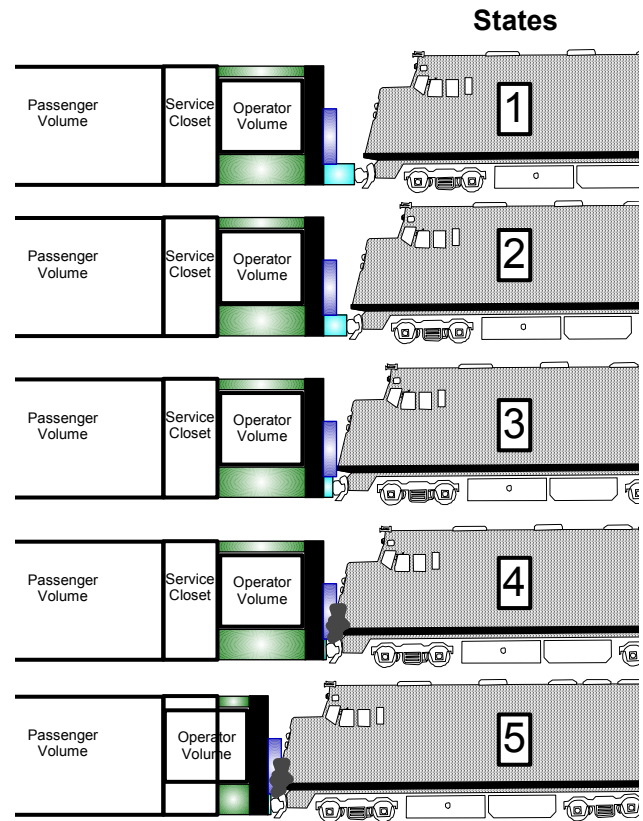 States
Passenger
Volume
Service
Closet
Operator
Volume
1
Passenger
Volume
Service
Closet
Operator
Volume
2
Passenger
Volume
Service
Closet
Operator
Volume
3
Passenger
Volume
Service
Closet
Operator
Volume
4
Passenger
Volume
Operator
Volume
5